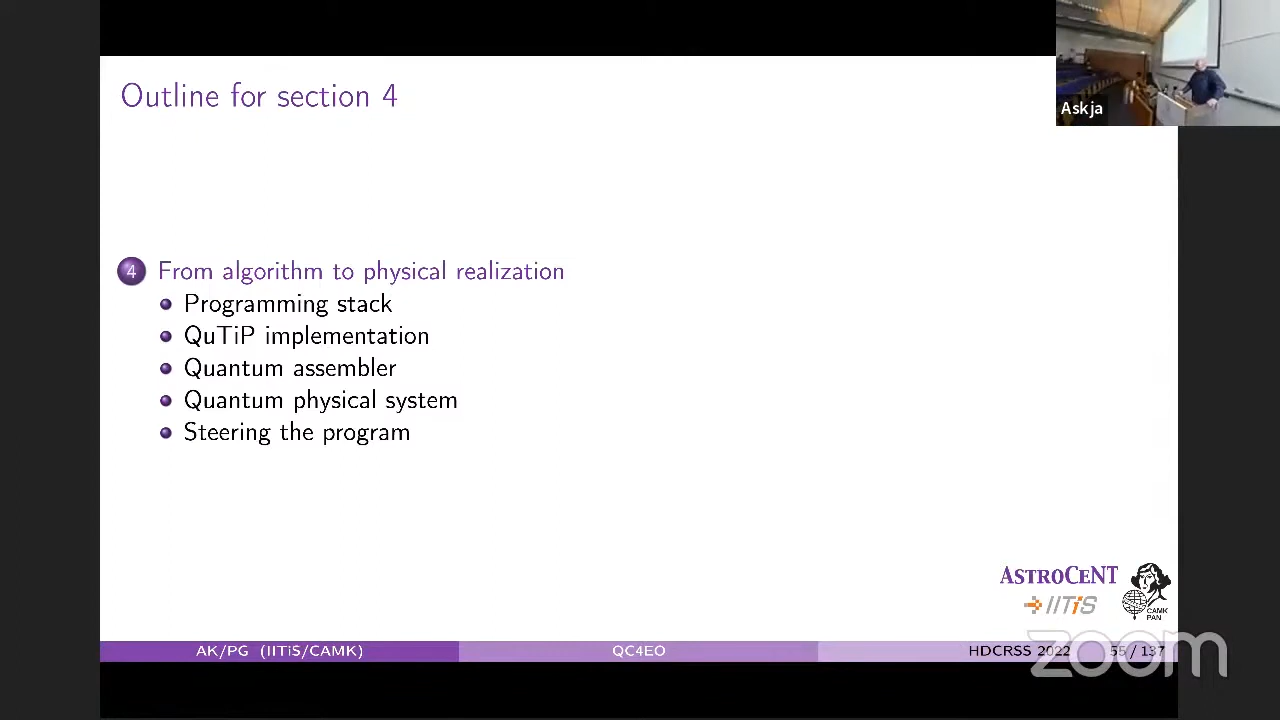 Outline for section 4
Askja
4 From algorithm to physical realization
Programming stack
QuTiP implementation
Quantum assembler
Quantum physical system
Steering the program
ASTROCENT
IITiS
CAMK
PAN
AK/PG (IITiS/CAMK)
QC4EO
HDCRSS 2022
55 / 137
zoom